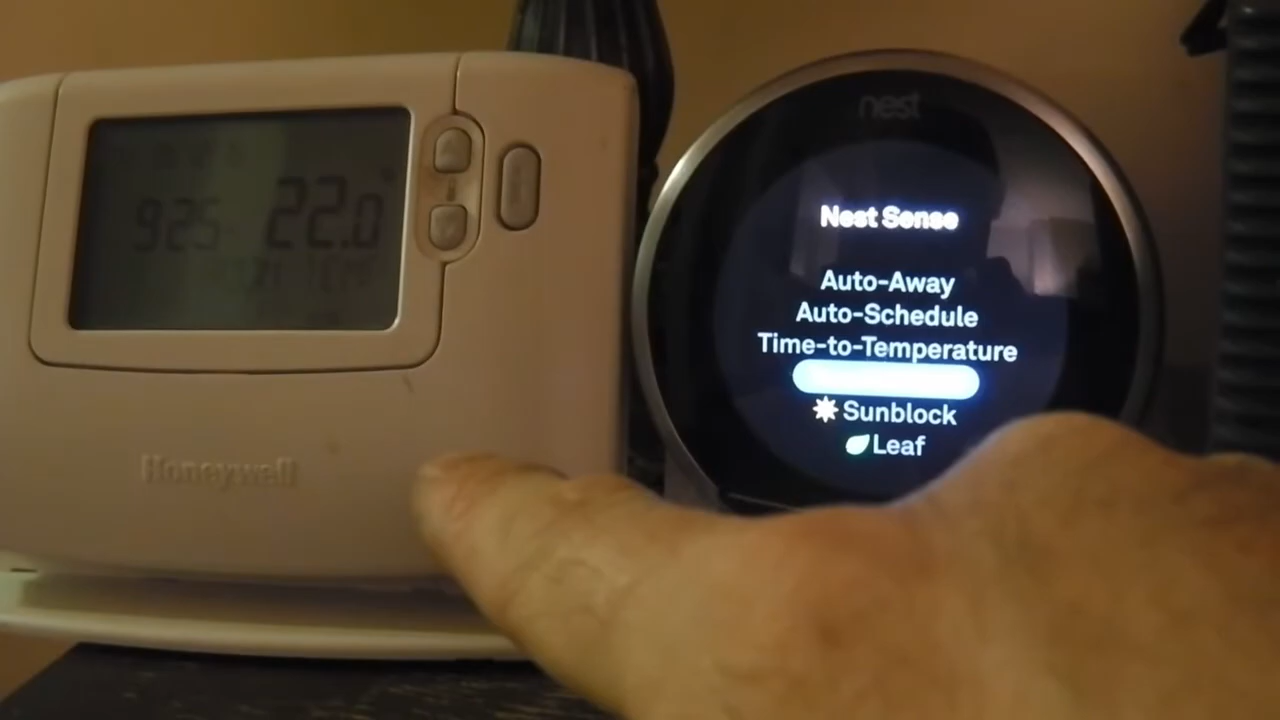 9:25 22.0
Honeywell
nest
Nest Sense
Auto-Away
Auto-Schedule
Time-to-Temperature
Sunblock
Leaf